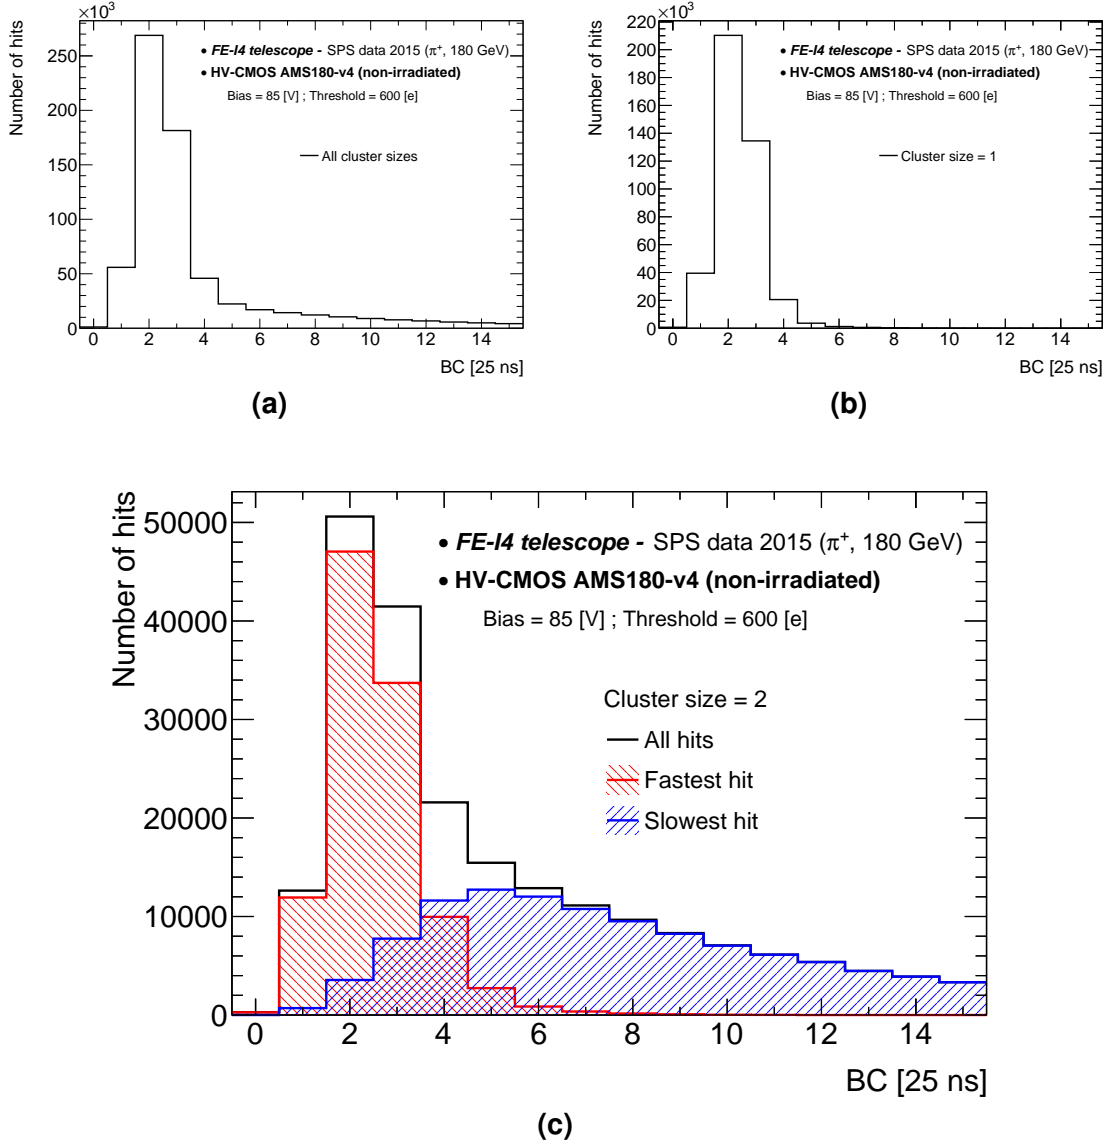 ×10³
Number of hits
250
200
150
100
50
0
• FE-I4 telescope - SPS data 2015 (π⁺, 180 GeV)
• HV-CMOS AMS180-v4 (non-irradiated)
Bias = 85 [V] ; Threshold = 600 [e]
All cluster sizes
0 2 4 6 8 10 12 14
BC [25 ns]
(a)
×10³
Number of hits
220
200
180
160
140
120
100
80
60
40
20
0
• FE-I4 telescope - SPS data 2015 (π⁺, 180 GeV)
• HV-CMOS AMS180-v4 (non-irradiated)
Bias = 85 [V] ; Threshold = 600 [e]
Cluster size = 1
0 2 4 6 8 10 12 14
BC [25 ns]
(b)
Number of hits
50000
40000
30000
20000
10000
0
• FE-I4 telescope - SPS data 2015 (π⁺, 180 GeV)
• HV-CMOS AMS180-v4 (non-irradiated)
Bias = 85 [V] ; Threshold = 600 [e]
Cluster size = 2
All hits
Fastest hit
Slowest hit
0 2 4 6 8 10 12 14
BC [25 ns]
(c)